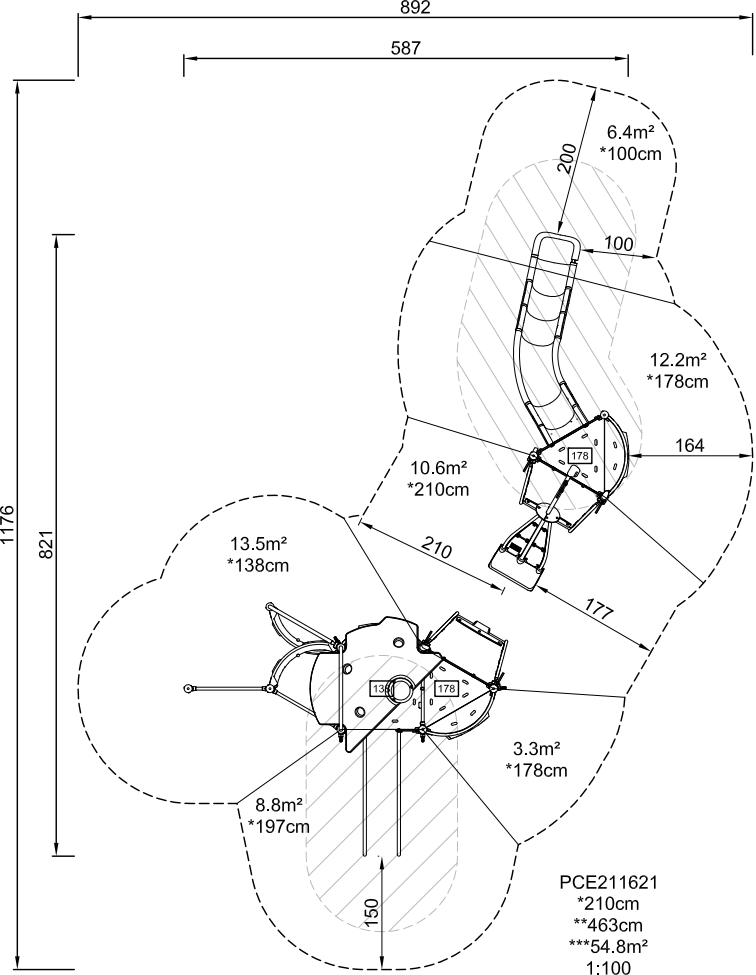 892
587
6.4m²
*100cm
200
100
12.2m²
*178cm
164
178
10.6m²
*210cm
1176
821
210
13.5m²
*138cm
177
178
3.3m²
*178cm
8.8m²
*197cm
150
PCE211621
*210cm
**463cm
***54.8m²
1:100